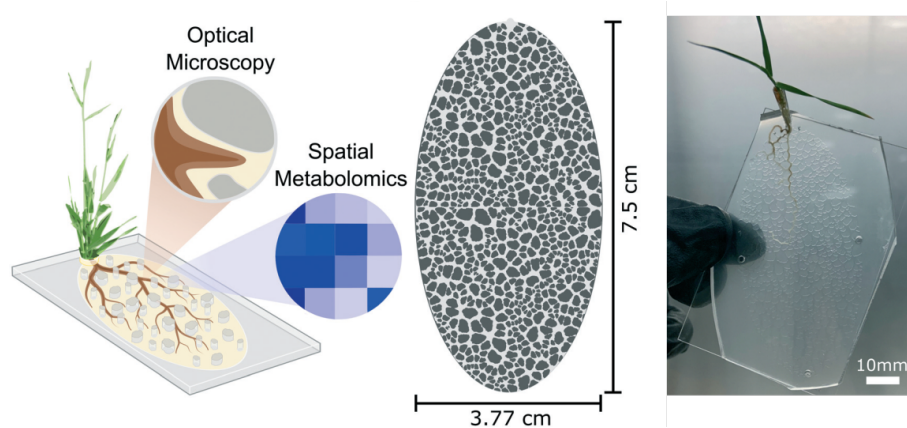 Optical
Microscopy
Spatial
Metabolomics
7.5 cm
3.77 cm
10mm